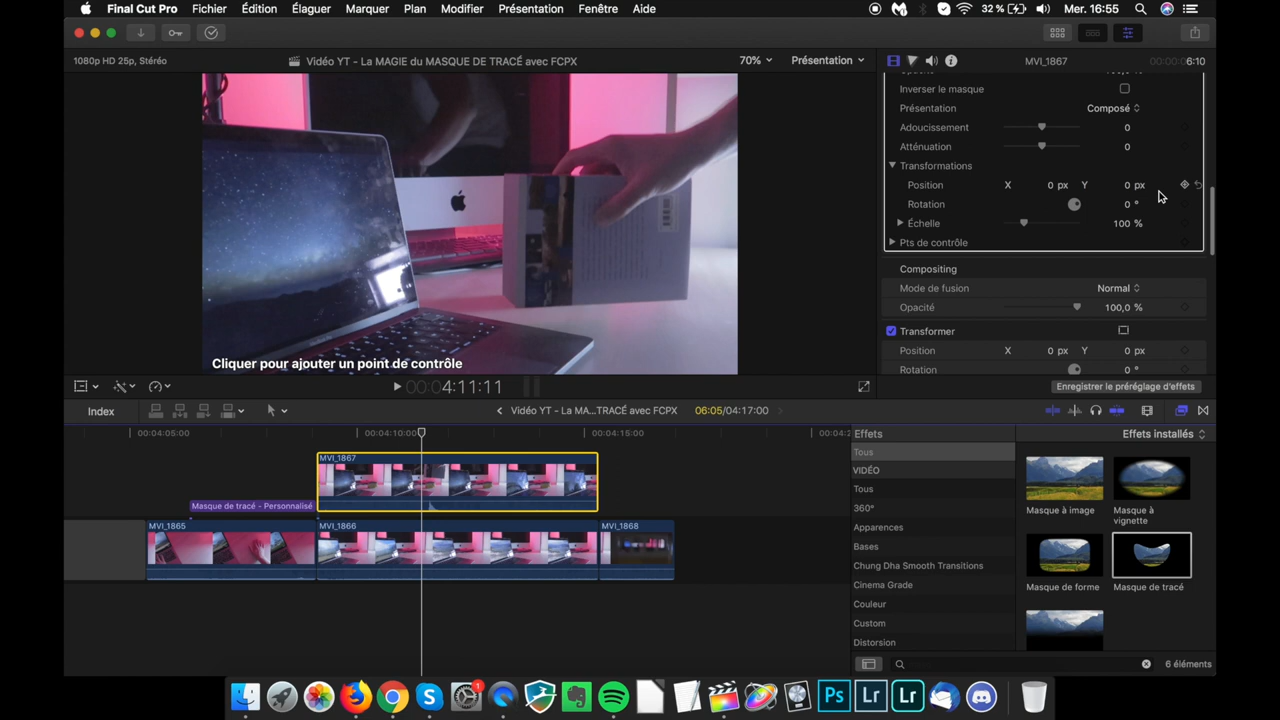 Final Cut Pro Fichier Édition Élaguer Marquer Plan Modifier Présentation Fenêtre Aide 32 % Mer. 16:55
1080p HD 25p, Stéréo Vidéo YT - La MAGIE du MASQUE DE TRACÉ avec FCPX 70% Présentation MVI_1867 00:00:06:10
Inverser le masque
Présentation Composé
Adoucissement 0
Atténuation 0
Transformations
Position X 0 px Y 0 px
Rotation 0 °
Échelle 100 %
Pts de contrôle
Compositing
Mode de fusion Normal
Opacité 100,0 %
Transformer
Position X 0 px Y 0 px
Rotation 0 °
Cliquer pour ajouter un point de contrôle
00:04:11:11 Enregistrer le préréglage d'effets
Index Vidéo YT - La MA...TRACÉ avec FCPX 06:05/04:17:00
00:04:05:00 00:04:10:00 00:04:15:00
Effets Effets installés
MVI_1867
Masque de tracé - Personnalisé
MVI_1865 MVI_1866 MVI_1868
Tous
VIDÉO
Tous
360°
Apparences
Bases
Chung Dha Smooth Transitions
Cinema Grade
Couleur
Custom
Distorsion
Masque à image
Masque à vignette
Masque de forme
Masque de tracé
6 éléments
1
Ps Lr Lr